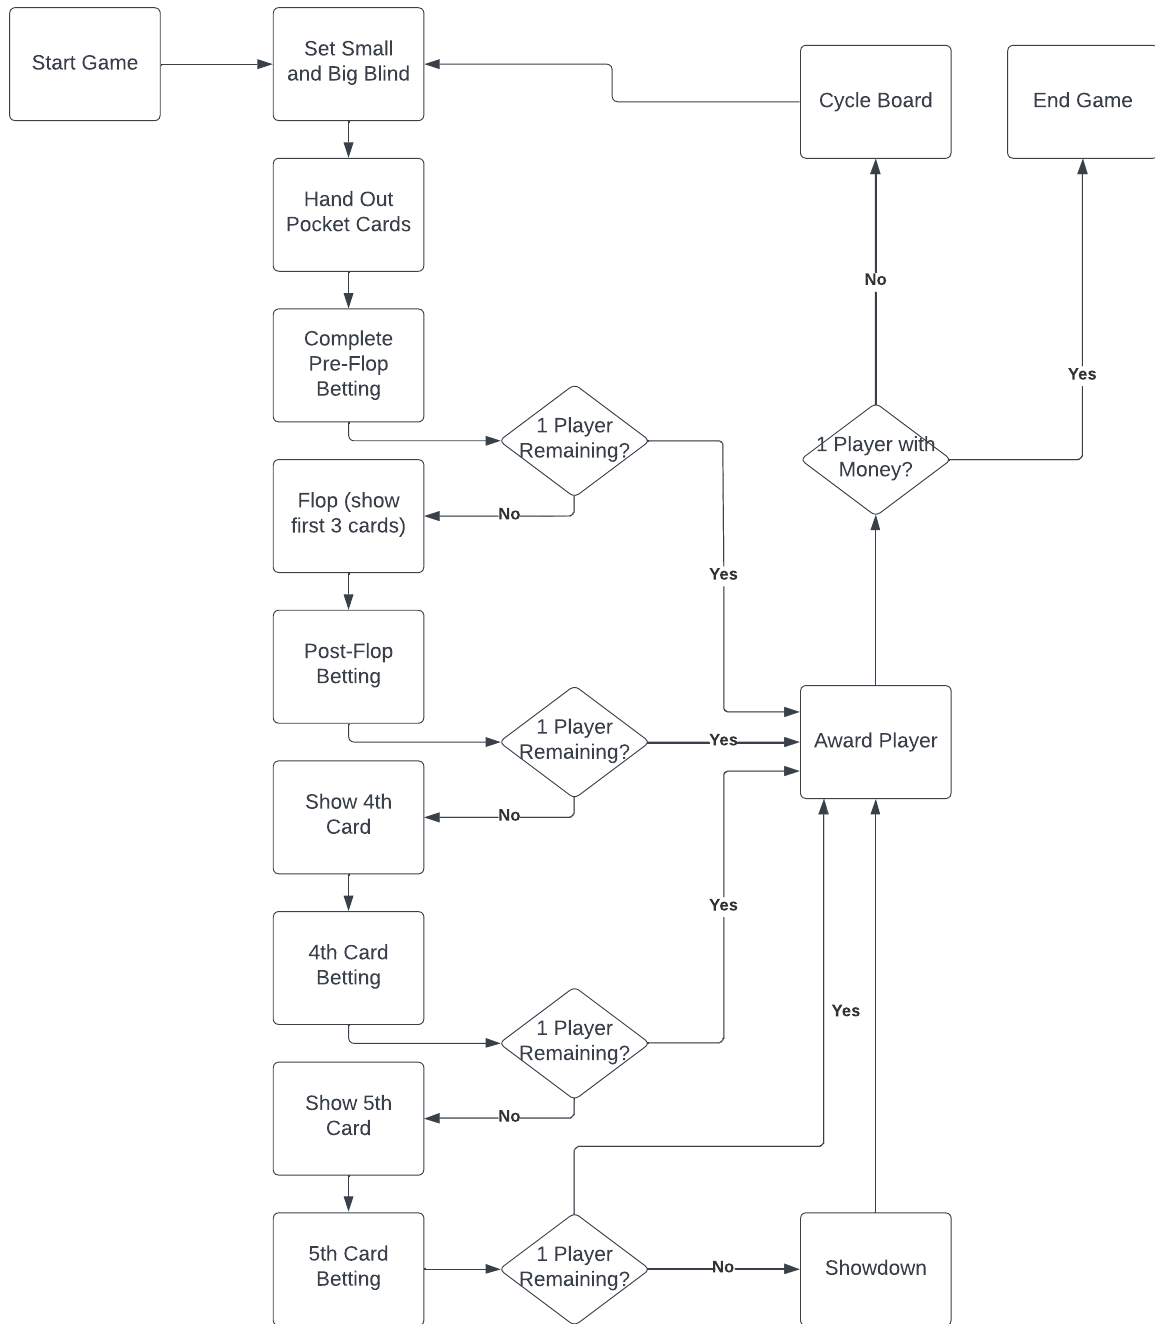 Start Game
Set Small
and Big Blind
Cycle Board
End Game
Hand Out
Pocket Cards
No
Complete
Pre-Flop
Betting
Yes
1 Player
Remaining?
1 Player with
Money?
Flop (show
first 3 cards)
No
Yes
Post-Flop
Betting
1 Player
Remaining?
Yes
Award Player
Show 4th
Card
No
Yes
4th Card
Betting
Yes
1 Player
Remaining?
Show 5th
Card
No
5th Card
Betting
1 Player
Remaining?
No
Showdown